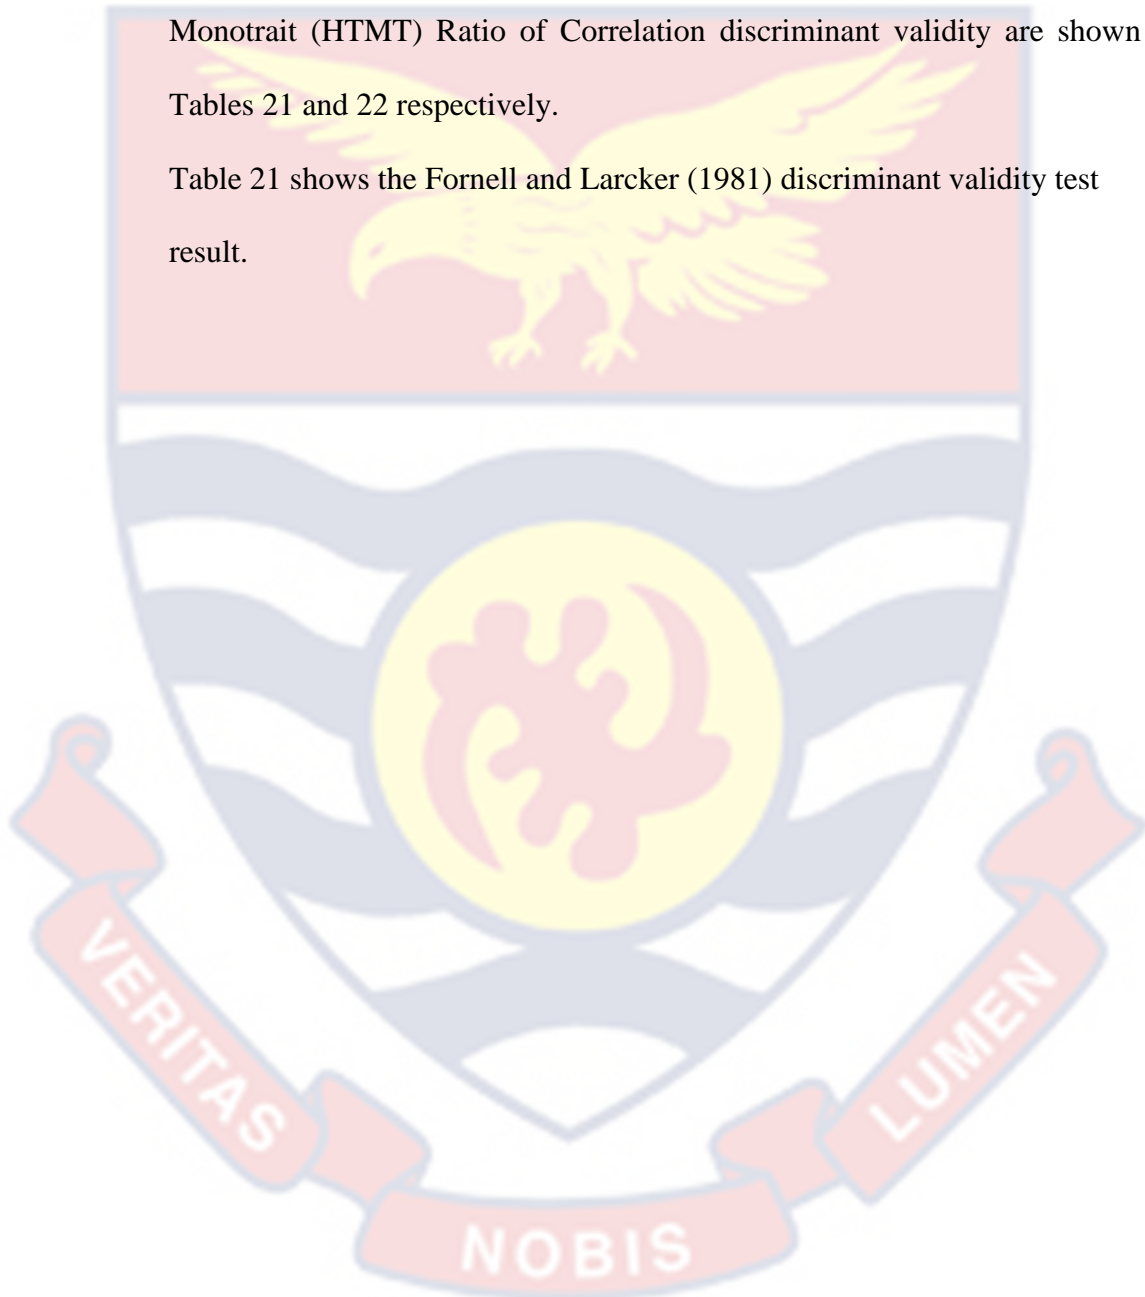 Monotrait (HTMT) Ratio of Correlation discriminant validity are shown
Tables 21 and 22 respectively.
Table 21 shows the Fornell and Larcker (1981) discriminant validity test
result.
VERITAS
NOBIS
LUMEN